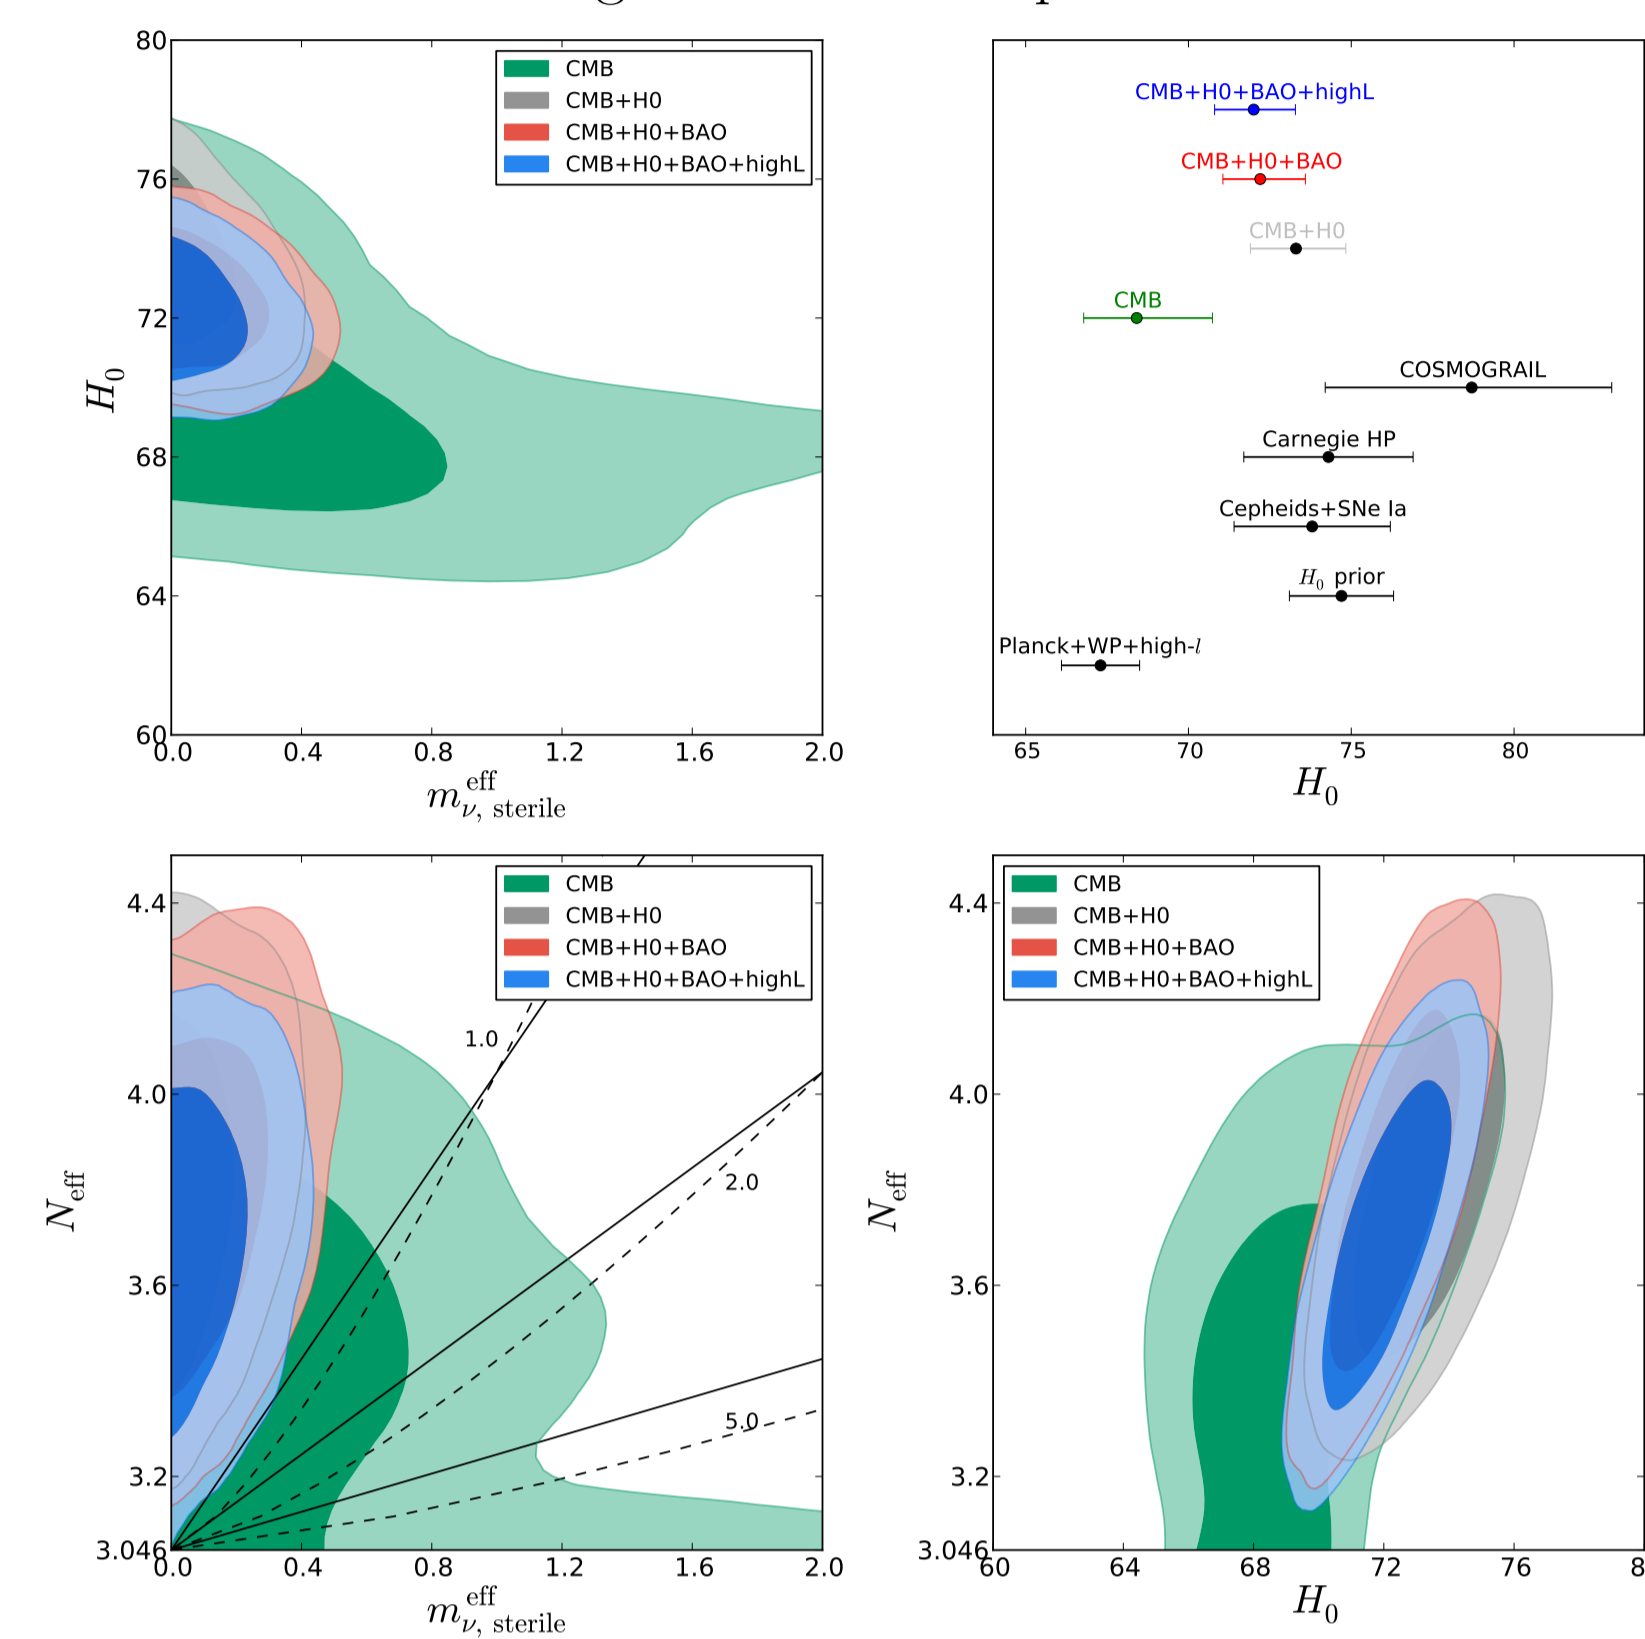 80
76
72
68
64
60
H0
CMB
CMB+H0
CMB+H0+BAO
CMB+H0+BAO+highL
0.0 0.4 0.8 1.2 1.6 2.0
m eff ν, sterile
CMB+H0+BAO+highL
CMB+H0+BAO
CMB+H0
CMB
COSMOGRAIL
Carnegie HP
Cepheids+SNe Ia
H0 prior
Planck+WP+high-l
65 70 75 80
H0
4.4
4.0
3.6
3.2
3.046
Neff
CMB
CMB+H0
CMB+H0+BAO
CMB+H0+BAO+highL
1.0
2.0
5.0
0.0 0.4 0.8 1.2 1.6 2.0
m eff ν, sterile
4.4
4.0
3.6
3.2
3.046
Neff
CMB
CMB+H0
CMB+H0+BAO
CMB+H0+BAO+highL
60 64 68 72 76 8
H0